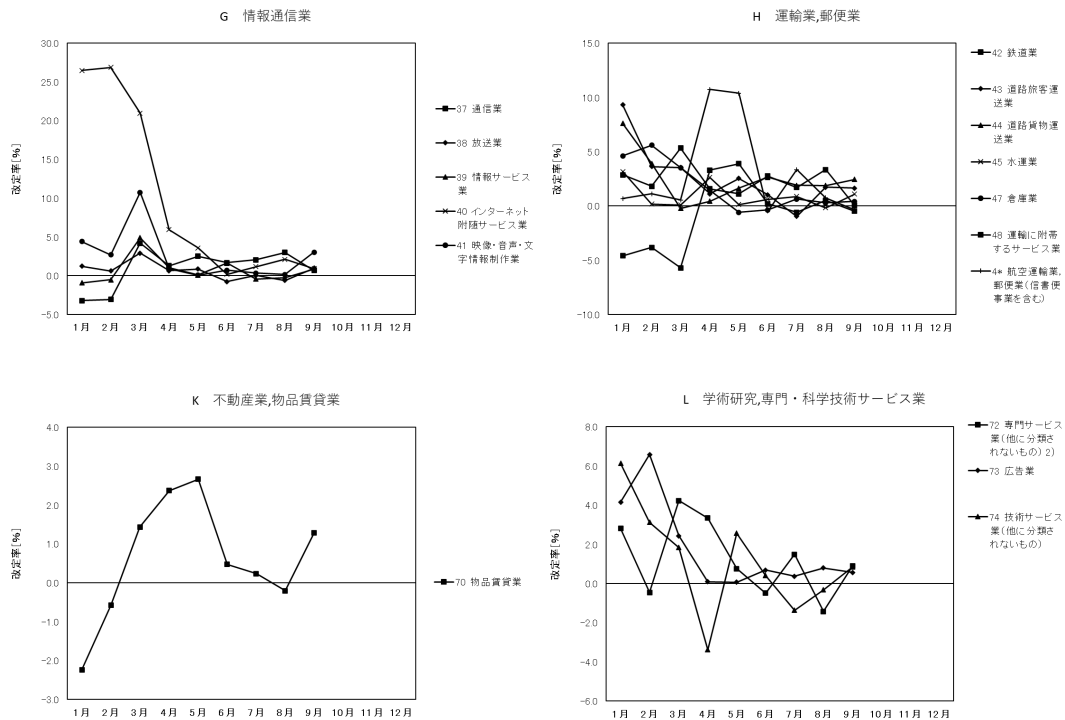 G 情報通信業
30.0
25.0
20.0
15.0
10.0
5.0
0.0
-5.0
改定率[%]
1月 2月 3月 4月 5月 6月 7月 8月 9月 10月 11月 12月
37 通信業
38 放送業
39 情報サービス
業
40 インターネット
附随サービス業
41 映像・音声・文
字情報制作業
H 運輸業,郵便業
15.0
10.0
5.0
0.0
-5.0
-10.0
改定率[%]
1月 2月 3月 4月 5月 6月 7月 8月 9月 10月 11月 12月
42 鉄道業
43 道路旅客運
送業
44 道路貨物運
送業
45 水運業
47 倉庫業
48 運輸に附帯
するサービス業
4* 航空運輸業,
郵便業(信書便
事業を含む)
K 不動産業,物品賃貸業
4.0
3.0
2.0
1.0
0.0
-1.0
-2.0
-3.0
改定率[%]
1月 2月 3月 4月 5月 6月 7月 8月 9月 10月 11月 12月
70 物品賃貸業
L 学術研究,専門・科学技術サービス業
8.0
6.0
4.0
2.0
0.0
-2.0
-4.0
-6.0
改定率[%]
1月 2月 3月 4月 5月 6月 7月 8月 9月 10月 11月 12月
72 専門サービス
業(他に分類さ
れないもの) 2)
73 広告業
74 技術サービス
業(他に分類さ
れないもの)